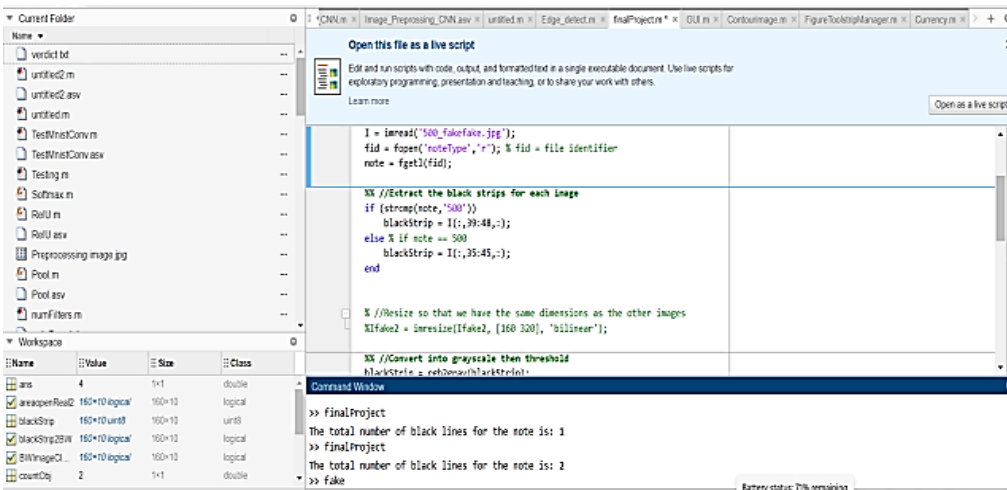 Current Folder
Name
verdict.txt
untitled2.m
untitled2.asv
untitled.m
TestMnistConv.m
TestMnistConv.asv
Testing.m
Softmax.m
RelU.m
RelU.asv
Preprocessing image.jpg
Pool.m
Pool.asv
numFilters.m
Workspace
Name Value Size Class
ans 4 1×1 double
areaopenReal2 160×10 logical 160×10 logical
blackStrip 160×10 uint8 160×10 uint8
blackStrip2BW 160×10 logical 160×10 logical
BWImageCl... 160×10 logical 160×10 logical
countObj 2 1×1 double
CNN.m Image_Preprossing_CNN.asv untitled.m Edge_detect.m finalProject.m* GUI.m Contourimage.m FigureToolstripManager.m Currency.m
Open this file as a live script
Edit and run scripts with code, output, and formatted text in a single executable document. Use live scripts for
exploratory programming, presentation and teaching, or to share your work with others.
Learn more
Open as a live script
I = imread('500_fakefake.jpg');
fid = fopen('noteType','r'); % fid = file identifier
note = fgetl(fid);
%% //Extract the black strips for each image
if (strcmp(note,'500'))
blackStrip = I(:,39:48,:);
else % if note == 500
blackStrip = I(:,35:45,:);
end
% //Resize so that we have the same dimensions as the other images
%Ifake2 = imresize(Ifake2, [160 320], 'bilinear');
%% //Convert into grayscale then threshold
blackStrip = rgb2gray(blackStrip);
Command Window
>> finalProject
The total number of black lines for the note is: 1
>> finalProject
The total number of black lines for the note is: 2
>> fake
Battery status: 71% remaining